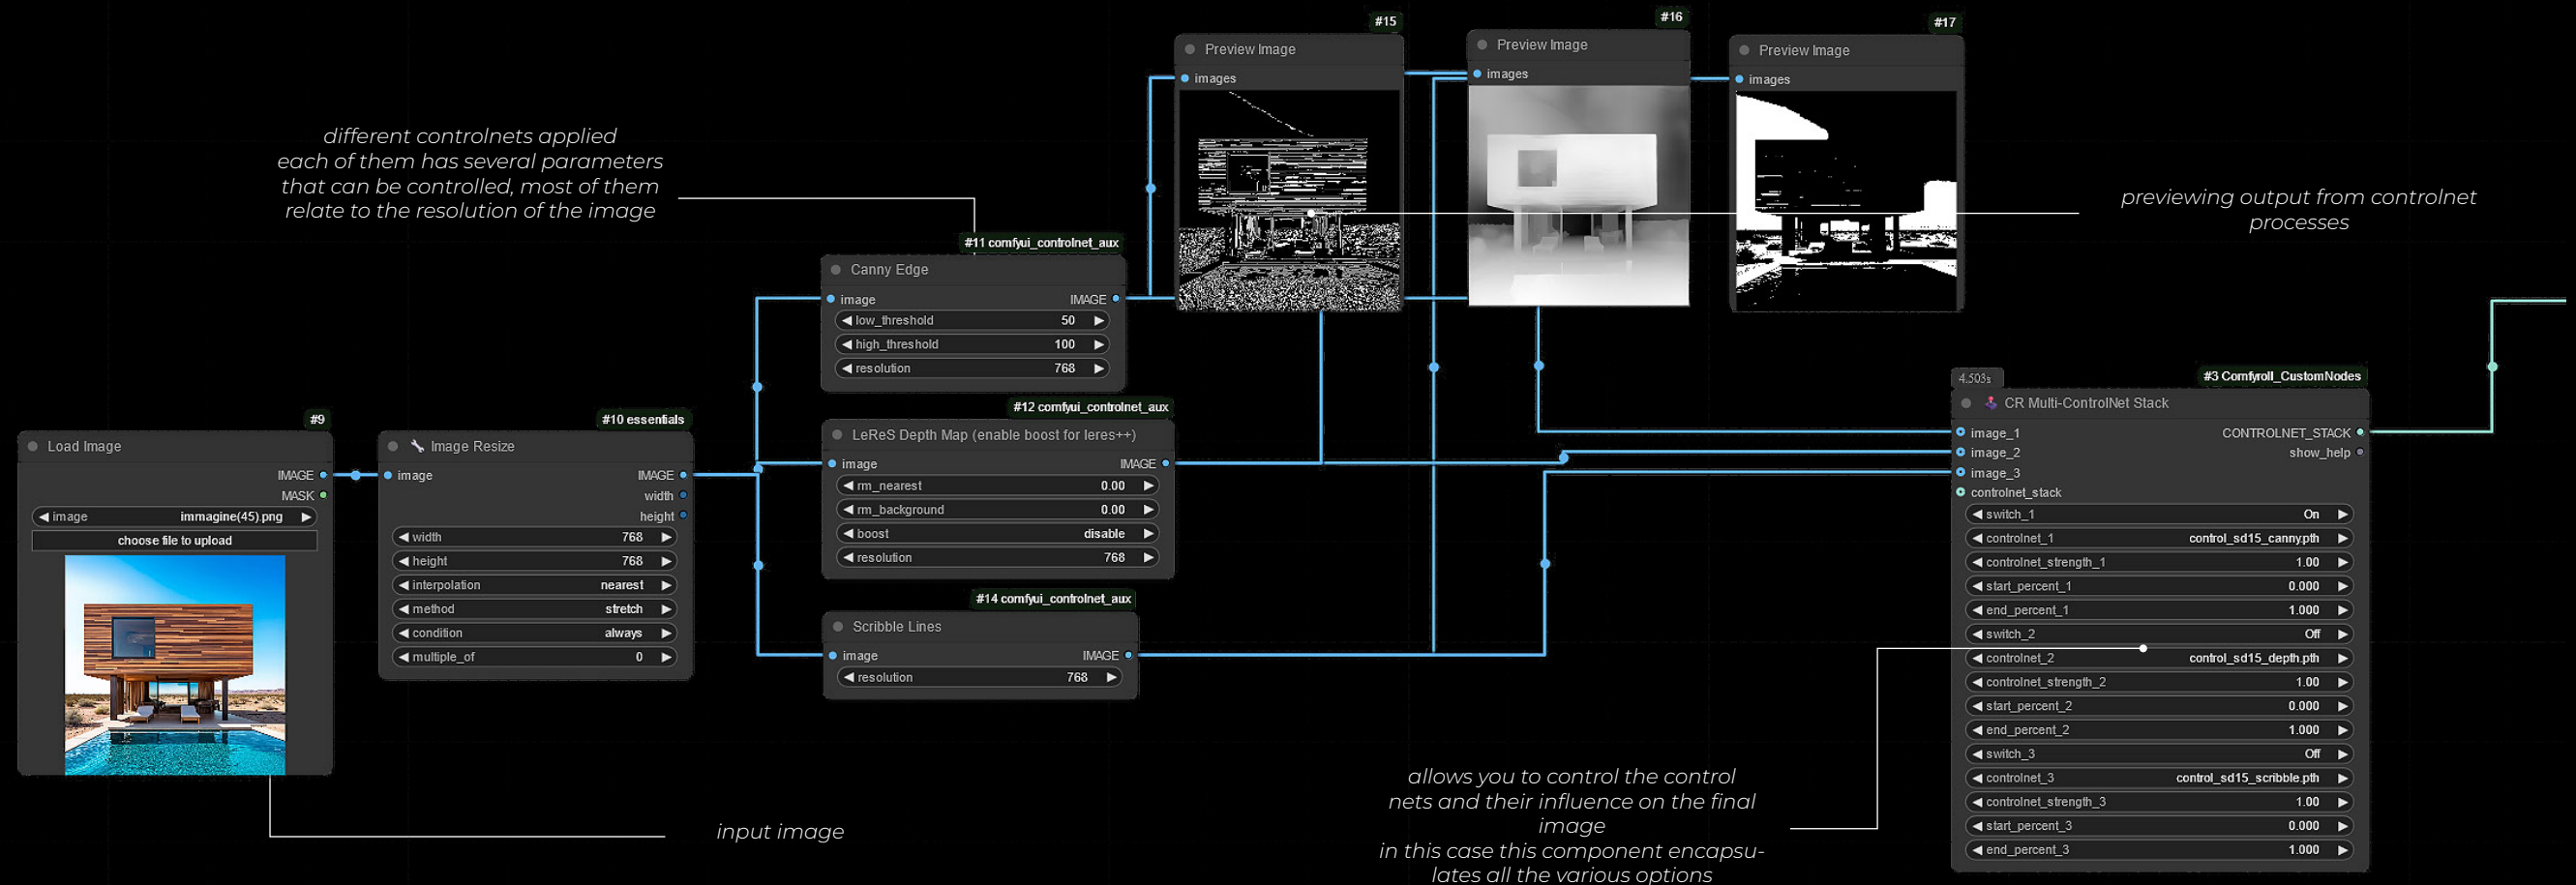 different controlnets applied
each of them has several parameters
that can be controlled, most of them
relate to the resolution of the image
#9
Load Image
IMAGE
MASK
image immagine(45).png
choose file to upload
input image
#10 essentials
Image Resize
image IMAGE
width
height
width 768
height 768
interpolation nearest
method stretch
condition always
multiple_of 0
#11 comfyui_controlnet_aux
Canny Edge
image IMAGE
low_threshold 50
high_threshold 100
resolution 768
#12 comfyui_controlnet_aux
LeReS Depth Map (enable boost for leres++)
image IMAGE
rm_nearest 0.00
rm_background 0.00
boost disable
resolution 768
#14 comfyui_controlnet_aux
Scribble Lines
image IMAGE
resolution 768
#15
Preview Image
images
#16
Preview Image
images
#17
Preview Image
images
previewing output from controlnet
processes
4.503s
#3 Comfyroll_CustomNodes
CR Multi-ControlNet Stack
image_1 CONTROLNET_STACK
image_2 show_help
image_3
controlnet_stack
switch_1 On
controlnet_1 control_sd15_canny.pth
controlnet_strength_1 1.00
start_percent_1 0.000
end_percent_1 1.000
switch_2 Off
controlnet_2 control_sd15_depth.pth
controlnet_strength_2 1.00
start_percent_2 0.000
end_percent_2 1.000
switch_3 Off
controlnet_3 control_sd15_scribble.pth
controlnet_strength_3 1.00
start_percent_3 0.000
end_percent_3 1.000
allows you to control the control
nets and their influence on the final
image
in this case this component encapsu-
lates all the various options